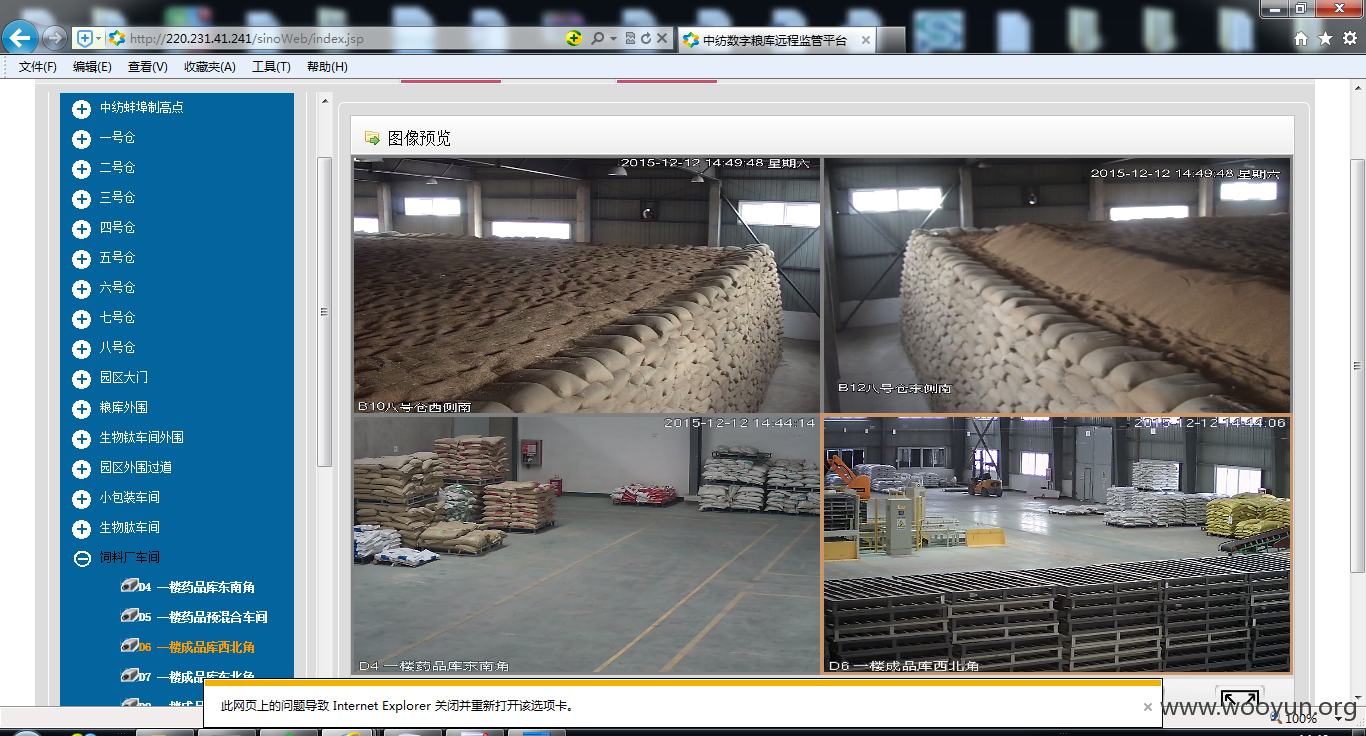 http://220.231.41.241/sinoWeb/index.jsp
中纺数字粮库远程监管平台
文件(F) 编辑(E) 查看(V) 收藏夹(A) 工具(T) 帮助(H)
中纺蚌埠制高点
一号仓
二号仓
三号仓
四号仓
五号仓
六号仓
七号仓
八号仓
园区大门
粮库外围
生物钛车间外围
园区外围过道
小包装车间
生物肽车间
饲料厂车间
D4 一楼药品库东南角
D5 一楼药品预混合车间
D6 一楼成品库西北角
D7 一楼成品库东北角
图像预览
2015-12-12 14:49:48 星期六
B10八号仓西侧南
2015-12-12 14:49:48 星期六
B12八号仓东侧南
2015-12-12 14:44:14
D4 一楼药品库东南角
2015-12-12 14:44:06
D6 一楼成品库西北角
此网页上的问题导致 Internet Explorer 关闭并重新打开该选项卡。
www.wooyun.org
100%